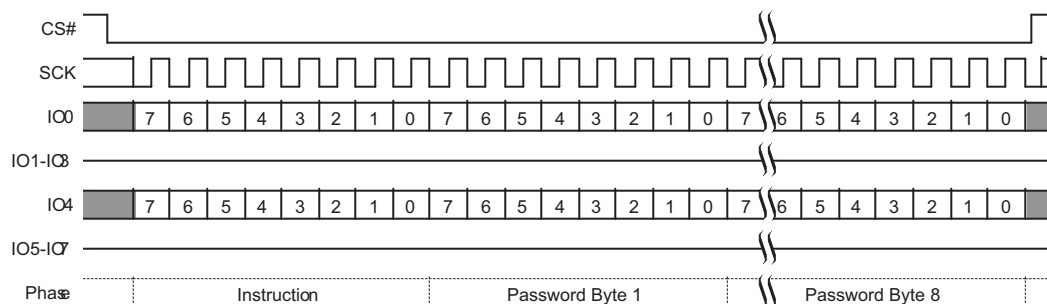 CS#
SCK
IO0 7 6 5 4 3 2 1 0 7 6 5 4 3 2 1 0 7 6 5 4 3 2 1 0
IO1-IO3
IO4 7 6 5 4 3 2 1 0 7 6 5 4 3 2 1 0 7 6 5 4 3 2 1 0
IO5-IO7
Phase Instruction Password Byte 1 Password Byte 8